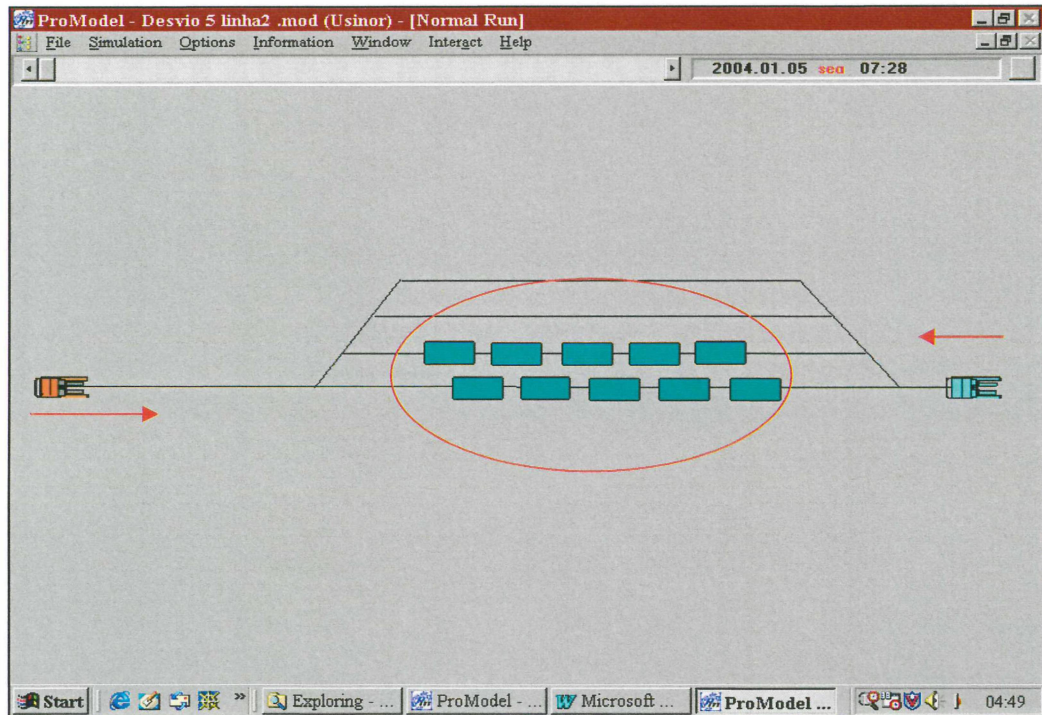 ProModel - Desvio 5 linha2 .mod (Usinor) - [Normal Run]
File Simulation Options Information Window Interact Help
2004.01.05 seg 07:28
Start » Exploring - ... ProModel - ... Microsoft ... ProModel ... 04:49